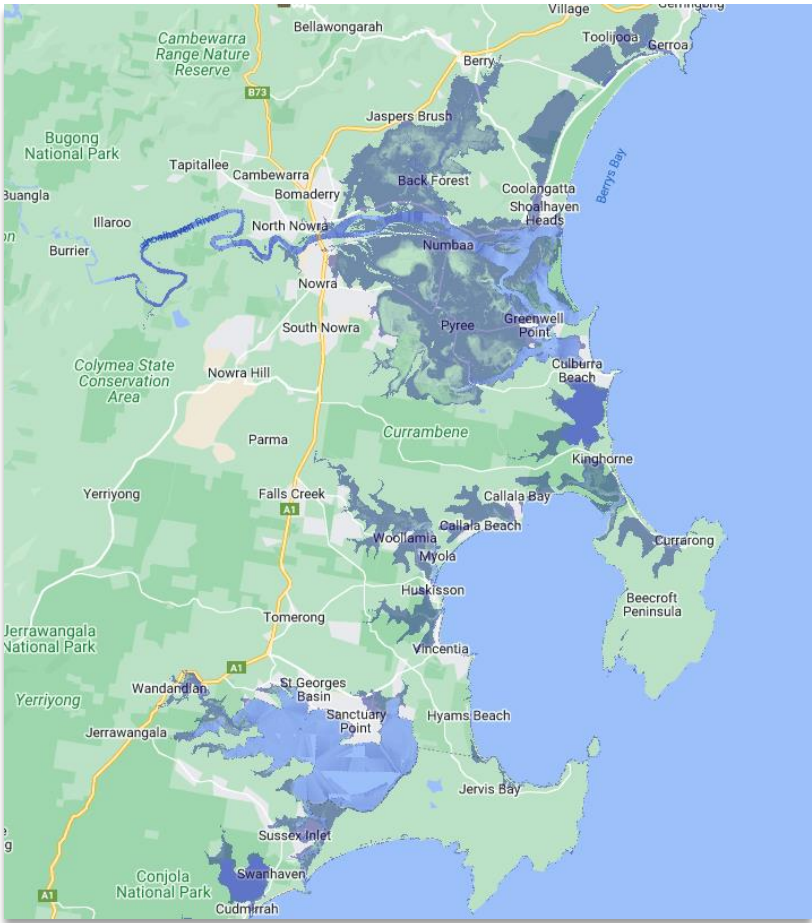 Village
Gerringong
Bellawongarah
Toolijooa
Cambewarra
Range Nature
Reserve
Gerroa
Berry
B73
Jaspers Brush
Bugong
National Park
Tapitallee
Cambewarra
Back Forest
Berrys Bay
Buangla
Bomaderry
Coolangatta
Shoalhaven
Heads
Illaroo
Shoalhaven River
North Nowra
Numbaa
Burrier
Nowra
South Nowra
Pyree
Greenwell
Point
Colymea State
Conservation
Area
Nowra Hill
Culburra
Beach
Currambene
Parma
Kinghorne
Yerriyong
Falls Creek
Callala Bay
A1
Callala Beach
Woollamia
Currarong
Myola
Huskisson
Beecroft
Peninsula
Tomerong
Jerrawangala
National Park
Vincentia
A1
Wandandian
St Georges
Basin
Yerriyong
Sanctuary
Point
Hyams Beach
Jerrawangala
Jervis Bay
Sussex Inlet
Swanhaven
Conjola
National Park
A1
Cudmirrah